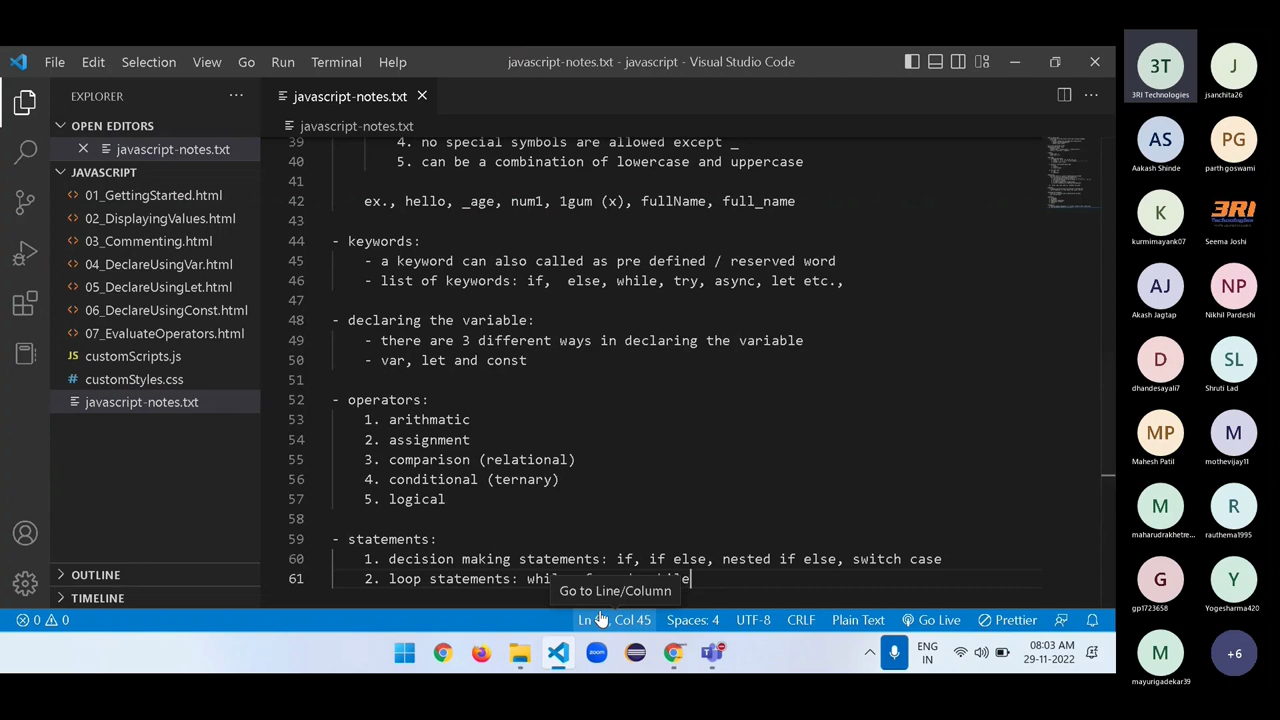 File Edit Selection View Go Run Terminal Help
javascript-notes.txt - javascript - Visual Studio Code
EXPLORER
OPEN EDITORS
javascript-notes.txt
JAVASCRIPT
01_GettingStarted.html
02_DisplayingValues.html
03_Commenting.html
04_DeclareUsingVar.html
05_DeclareUsingLet.html
06_DeclareUsingConst.html
07_EvaluateOperators.html
JS customScripts.js
# customStyles.css
javascript-notes.txt
OUTLINE
TIMELINE
javascript-notes.txt
javascript-notes.txt
39 4. no special symbols are allowed except _
40 5. can be a combination of lowercase and uppercase
41
42 ex., hello, _age, num1, 1gum (x), fullName, full_name
43
44 - keywords:
45 - a keyword can also called as pre defined / reserved word
46 - list of keywords: if, else, while, try, async, let etc.,
47
48 - declaring the variable:
49 - there are 3 different ways in declaring the variable
50 - var, let and const
51
52 - operators:
53 1. arithmatic
54 2. assignment
55 3. comparison (relational)
56 4. conditional (ternary)
57 5. logical
58
59 - statements:
60 1. decision making statements: if, if else, nested if else, switch case
61 2. loop statements:
Go to Line/Column
0 0
Ln Col 45 Spaces: 4 UTF-8 CRLF Plain Text Go Live Prettier
zoom
ENG
IN
08:03 AM
29-11-2022
3T
3RI Technologies
J
jsanchita26
AS
Aakash Shinde
PG
parth goswami
K
kurmimayank07
3RI
Seema Joshi
AJ
Akash Jagtap
NP
Nikhil Pardeshi
D
dhandesayali7
SL
Shruti Lad
MP
Mahesh Patil
M
mothevijay11
M
maharudrakhetre...
R
rauthema1995
G
gp1723658
Y
Yogesharma420
M
mayurigadekar39
+6